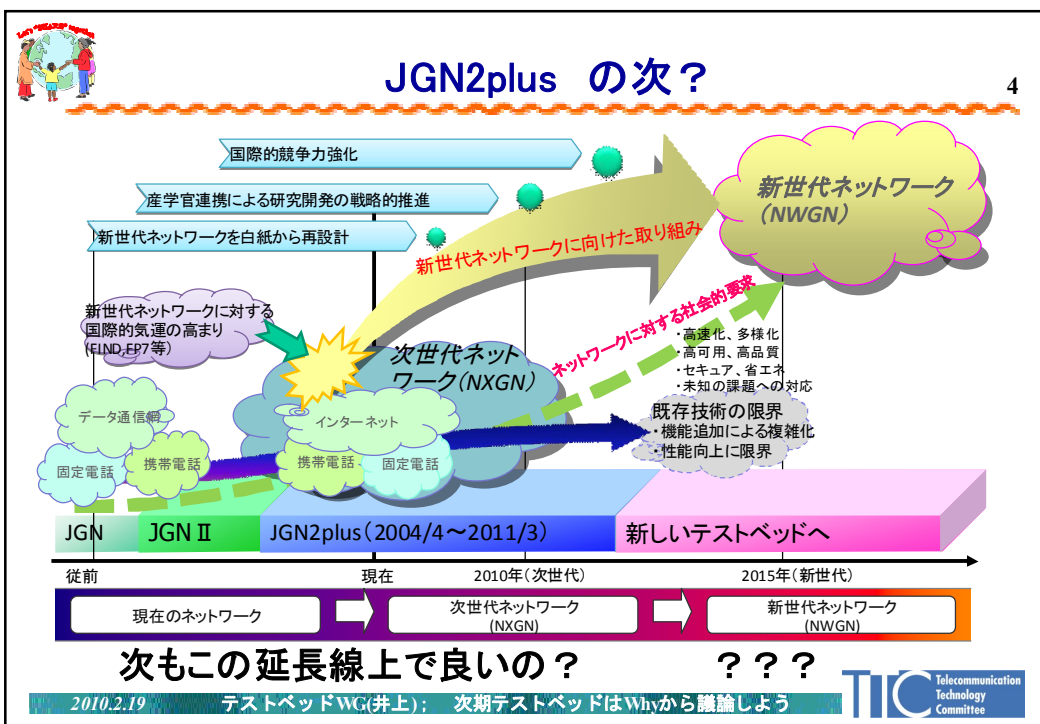 Let's "SHARE" together
JGN2plus の次？
4
国際的競争力強化
産学官連携による研究開発の戦略的推進
新世代ネットワークを白紙から再設計
新世代ネットワークに向けた取り組み
新世代ネットワーク
(NWGN)
新世代ネットワークに対する
国際的気運の高まり
(FIND,FP7等)
ネットワークに対する社会的要求
・高速化、多様化
・高可用、高品質
・セキュア、省エネ
・未知の課題への対応
次世代ネット
ワーク(NXGN)
データ通信網
固定電話
携帯電話
インターネット
携帯電話
固定電話
既存技術の限界
・機能追加による複雑化
・性能向上に限界
JGN
JGNⅡ
JGN2plus(2004/4～2011/3)
新しいテストベッドへ
従前
現在
2010年(次世代)
2015年(新世代)
現在のネットワーク
次世代ネットワーク
(NXGN)
新世代ネットワーク
(NWGN)
次もこの延長線上で良いの？
？？？
2010.2.19
テストベッドWG(井上)； 次期テストベッドはWhyから議論しよう
TTC
Telecommunication
Technology
Committee